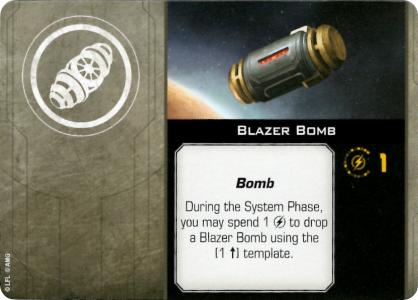 BLAZER BOMB
1
Bomb
During the System Phase,
you may spend 1 to drop
a Blazer Bomb using the
(1 ⬆) template.
©LFL ©AMG